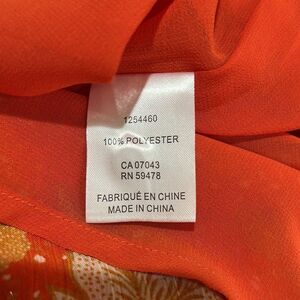 1254460
100% POLYESTER
CA 07043
RN 59478
FABRIQUÉ EN CHINE
MADE IN CHINA